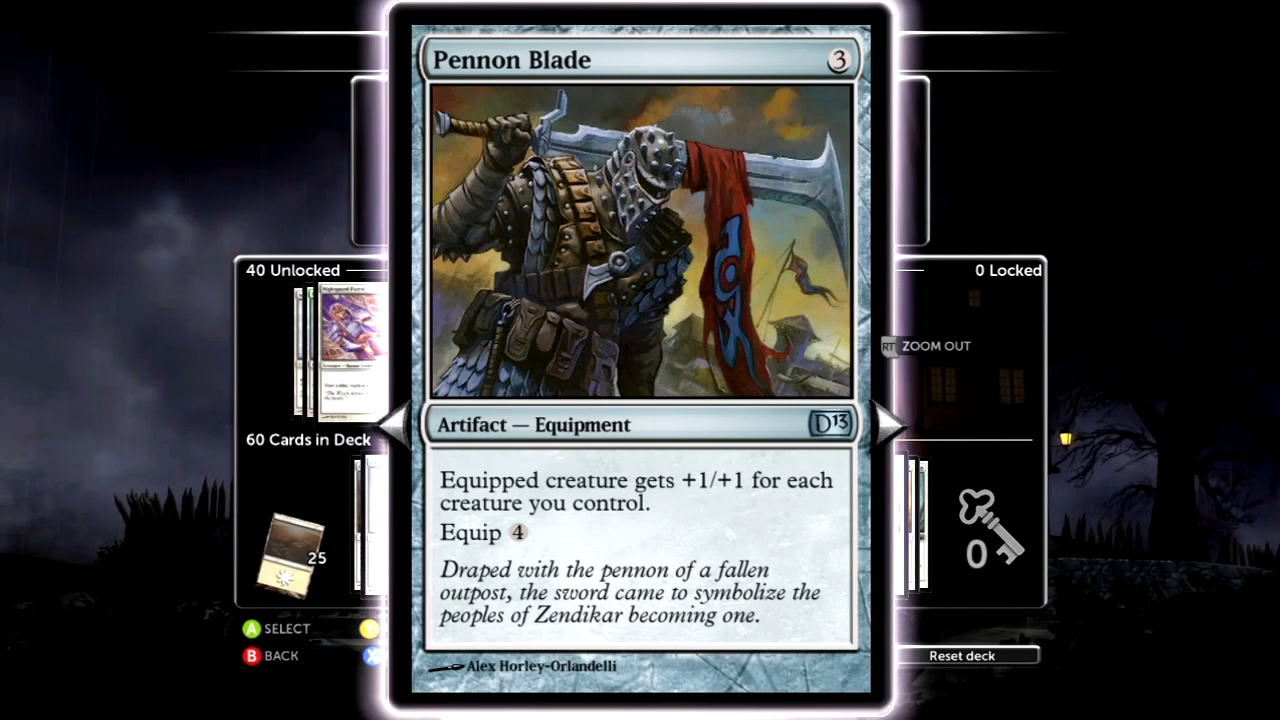 Pennon Blade
3
40 Unlocked
0 Locked
RT ZOOM OUT
Artifact — Equipment
D13
60 Cards in Deck
Equipped creature gets +1/+1 for each
creature you control.
Equip 4
25
0
Draped with the pennon of a fallen
outpost, the sword came to symbolize the
peoples of Zendikar becoming one.
A SELECT
Y
B BACK
X
Reset deck
Alex Horley-Orlandelli